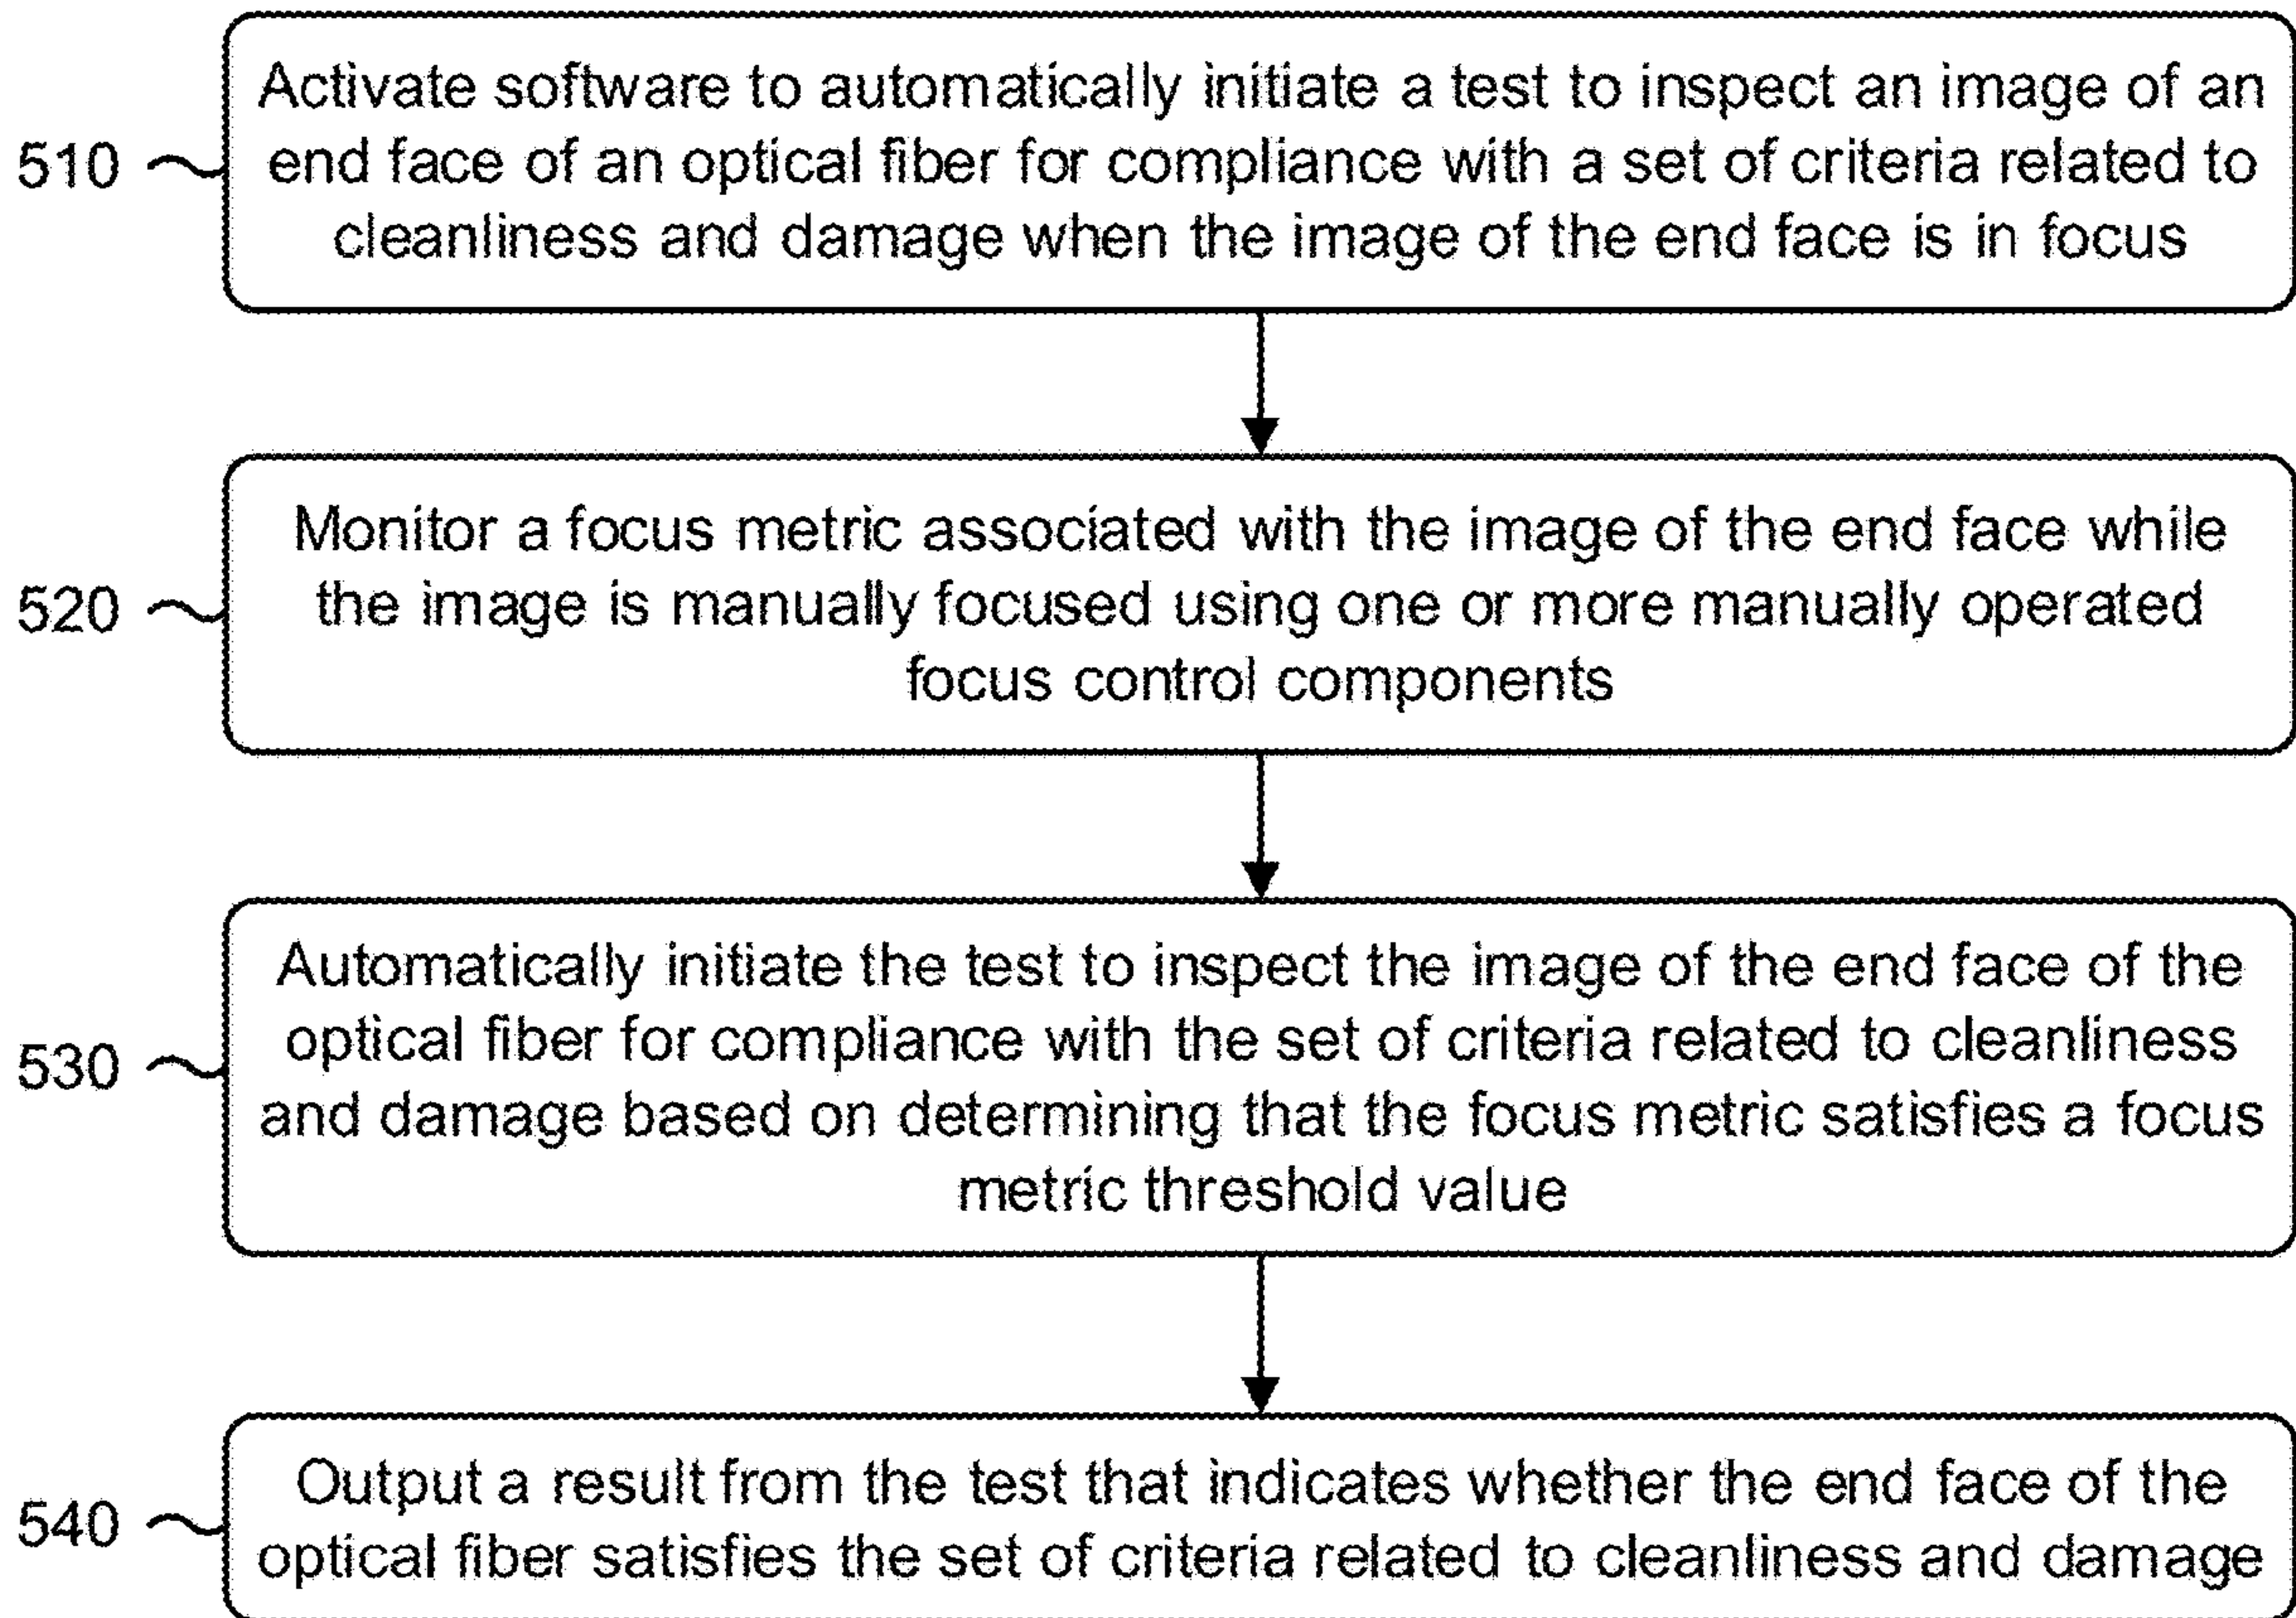 Activate software to automatically initiate a test to inspect an image of an
510
end face of an optical fiber for compliance with a set of criteria related to
cleanliness and damage when the image of the end face is in focus
Monitor a focus metric associated with the image of the end face while
520
the image is manually focused using one or more manually operated
focus control components
Automatically initiate the test to inspect the image of the end face of the
optical fiber for compliance with the set of criteria related to cleanliness
530
and damage based on determining that the focus metric satisfies a focus
metric threshold value
Output a result from the test that indicates whether the end face of the
540
optical fiber satisfies the set of criteria related to cleanliness and damage